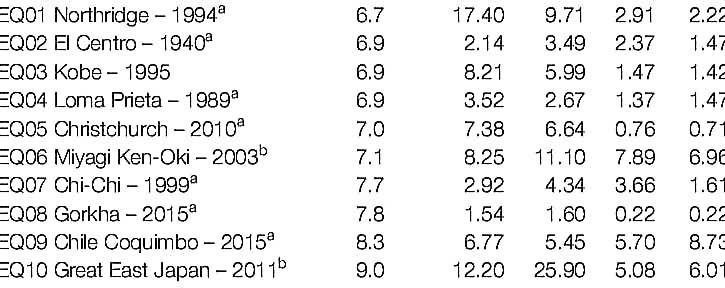 EQ01 Northridge – 1994a 6.7 17.40 9.71 2.91 2.22
EQ02 El Centro – 1940a 6.9 2.14 3.49 2.37 1.47
EQ03 Kobe – 1995 6.9 8.21 5.99 1.47 1.42
EQ04 Loma Prieta – 1989a 6.9 3.52 2.67 1.37 1.47
EQ05 Christchurch – 2010a 7.0 7.38 6.64 0.76 0.71
EQ06 Miyagi Ken-Oki – 2003b 7.1 8.25 11.10 7.89 6.96
EQ07 Chi-Chi – 1999a 7.7 2.92 4.34 3.66 1.61
EQ08 Gorkha – 2015a 7.8 1.54 1.60 0.22 0.22
EQ09 Chile Coquimbo – 2015a 8.3 6.77 5.45 5.70 8.73
EQ10 Great East Japan – 2011b 9.0 12.20 25.90 5.08 6.01